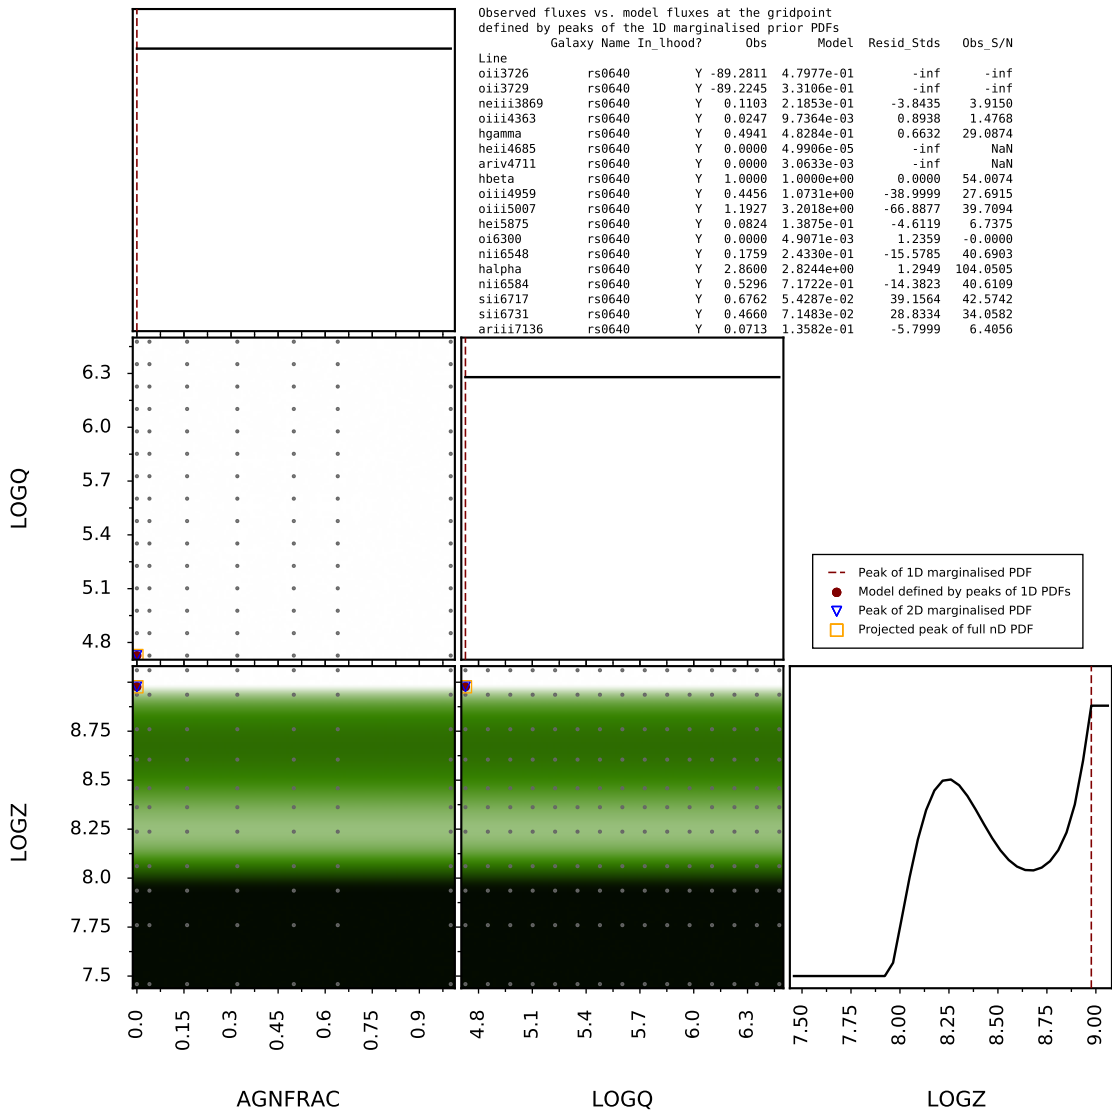 Observed fluxes vs. model fluxes at the gridpoint
defined by peaks of the 1D marginalised prior PDFs
Galaxy Name In_lhood? Obs Model Resid_Stds Obs_S/N
Line
oii3726 rs0640 Y -89.2811 4.7977e-01 -inf -inf
oii3729 rs0640 Y -89.2245 3.3106e-01 -inf -inf
neiii3869 rs0640 Y 0.1103 2.1853e-01 -3.8435 3.9150
oiii4363 rs0640 Y 0.0247 9.7364e-03 0.8938 1.4768
hgamma rs0640 Y 0.4941 4.8284e-01 0.6632 29.0874
heii4685 rs0640 Y 0.0000 4.9906e-05 -inf NaN
ariv4711 rs0640 Y 0.0000 3.0633e-03 -inf NaN
hbeta rs0640 Y 1.0000 1.0000e+00 0.0000 54.0074
oiii4959 rs0640 Y 0.4456 1.0731e+00 -38.9999 27.6915
oiii5007 rs0640 Y 1.1927 3.2018e+00 -66.8877 39.7094
hei5875 rs0640 Y 0.0824 1.3875e-01 -4.6119 6.7375
oi6300 rs0640 Y 0.0000 4.9071e-03 1.2359 -0.0000
nii6548 rs0640 Y 0.1759 2.4330e-01 -15.5785 40.6903
halpha rs0640 Y 2.8600 2.8244e+00 1.2949 104.0505
nii6584 rs0640 Y 0.5296 7.1722e-01 -14.3823 40.6109
sii6717 rs0640 Y 0.6762 5.4287e-02 39.1564 42.5742
sii6731 rs0640 Y 0.4660 7.1483e-02 28.8334 34.0582
ariii7136 rs0640 Y 0.0713 1.3582e-01 -5.7999 6.4056
6.3
6.0
5.7
5.4
5.1
4.8
LOGQ
Peak of 1D marginalised PDF
Model defined by peaks of 1D PDFs
Peak of 2D marginalised PDF
Projected peak of full nD PDF
8.75
8.5
8.25
8.0
7.75
7.5
LOGZ
0.0 0.15 0.3 0.45 0.6 0.75 0.9
4.8 5.1 5.4 5.7 6.0 6.3
7.50 7.75 8.00 8.25 8.50 8.75 9.00
AGNFRAC LOGQ LOGZ